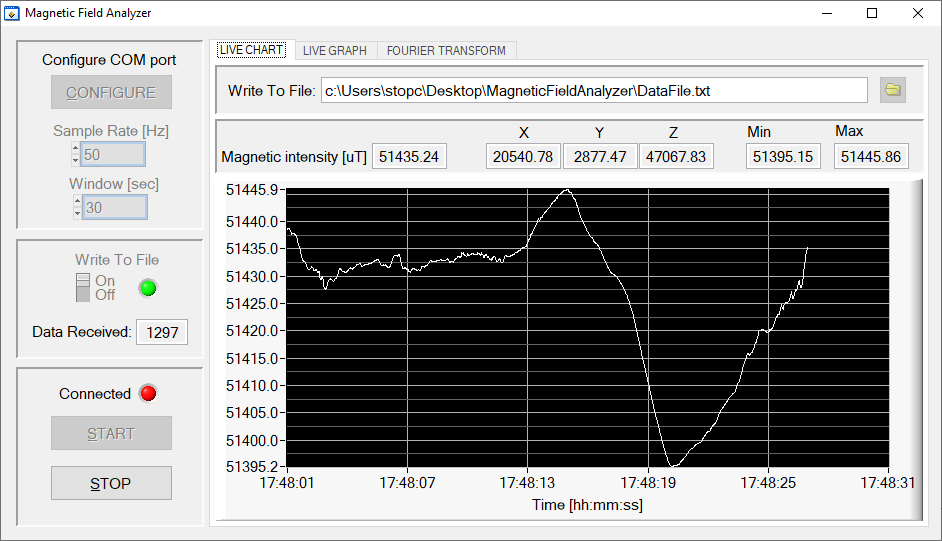 Magnetic Field Analyzer
Configure COM port
CONFIGURE
Sample Rate [Hz]
50
Window [sec]
30
Write To File
On
Off
Data Received: 1297
Connected
START
STOP
LIVE CHART LIVE GRAPH FOURIER TRANSFORM
Write To File: c:\Users\stopc\Desktop\MagneticFieldAnalyzer\DataFile.txt
X Y Z Min Max
Magnetic intensity [uT] 51435.24 20540.78 2877.47 47067.83 51395.15 51445.86
51445.9
51440.0
51435.0
51430.0
51425.0
51420.0
51415.0
51410.0
51405.0
51400.0
51395.2
17:48:01 17:48:07 17:48:13 17:48:19 17:48:25 17:48:31
Time [hh:mm:ss]